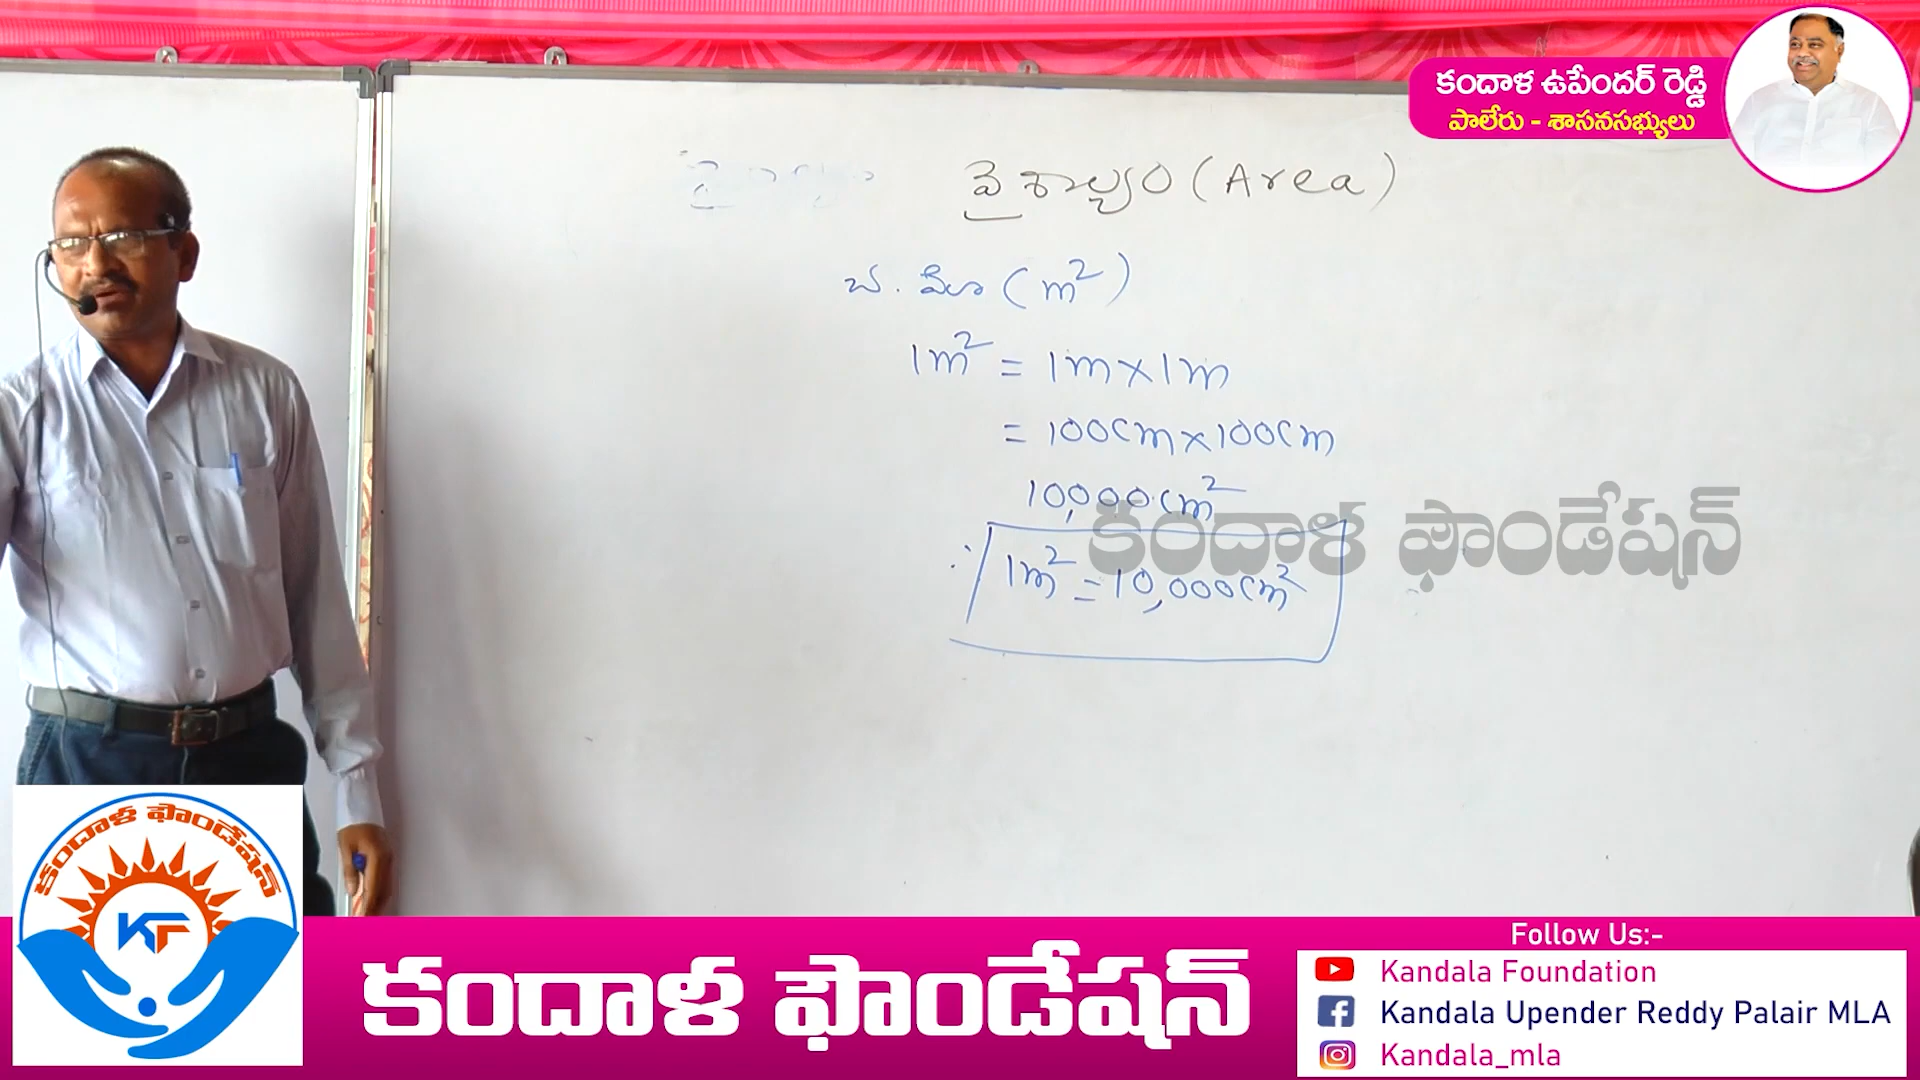 కందాళ ఉపేందర్ రెడ్డి
పాలేరు - శాసనసభ్యులు
వైశాల్యం (Area)
చ. మీ (m²)
1m² = 1m × 1m
= 100cm × 100cm
10,000cm²
కందాళ ఫౌండేషన్
∴ 1m² = 10,000cm²
కందాళ ఫౌండేషన్
KF
కందాళ ఫౌండేషన్
Follow Us:-
Kandala Foundation
Kandala Upender Reddy Palair MLA
Kandala_mla